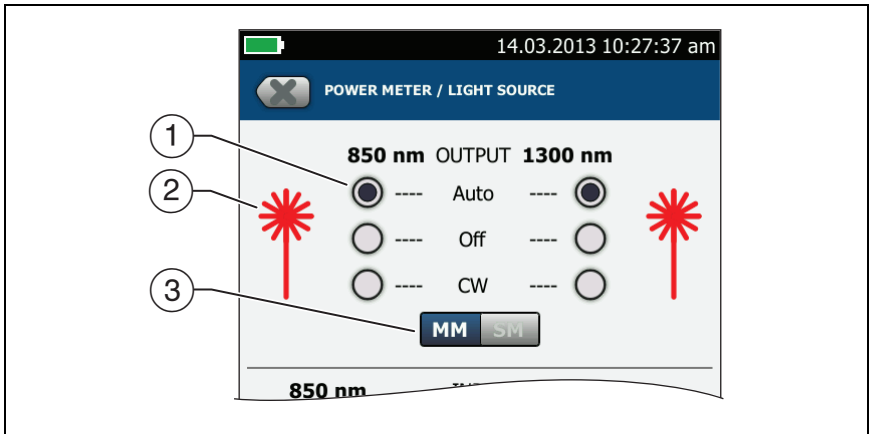 14.03.2013 10:27:37 am
POWER METER / LIGHT SOURCE
1
850 nm OUTPUT 1300 nm
2
---- Auto ----
---- Off ----
3
---- CW ----
MM SM
850 nm